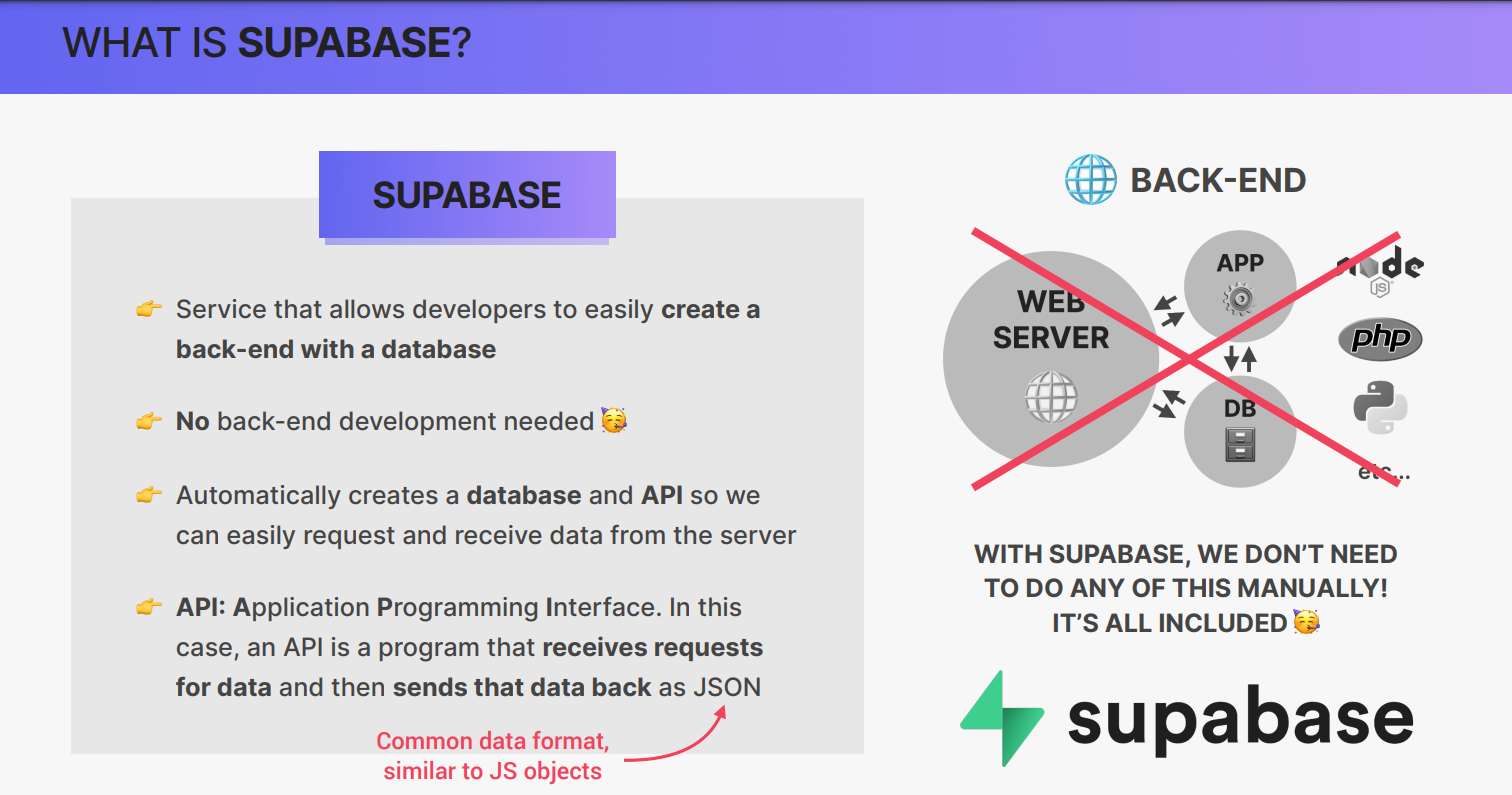 WHAT IS SUPABASE?
SUPABASE
👉 Service that allows developers to easily create a
back-end with a database
👉 No back-end development needed 🥳
👉 Automatically creates a database and API so we
can easily request and receive data from the server
👉 API: Application Programming Interface. In this
case, an API is a program that receives requests
for data and then sends that data back as JSON
Common data format,
similar to JS objects
🌐 BACK-END
WEB
SERVER
APP
DB
node
JS
php
etc...
WITH SUPABASE, WE DON’T NEED
TO DO ANY OF THIS MANUALLY!
IT’S ALL INCLUDED 🥳
supabase